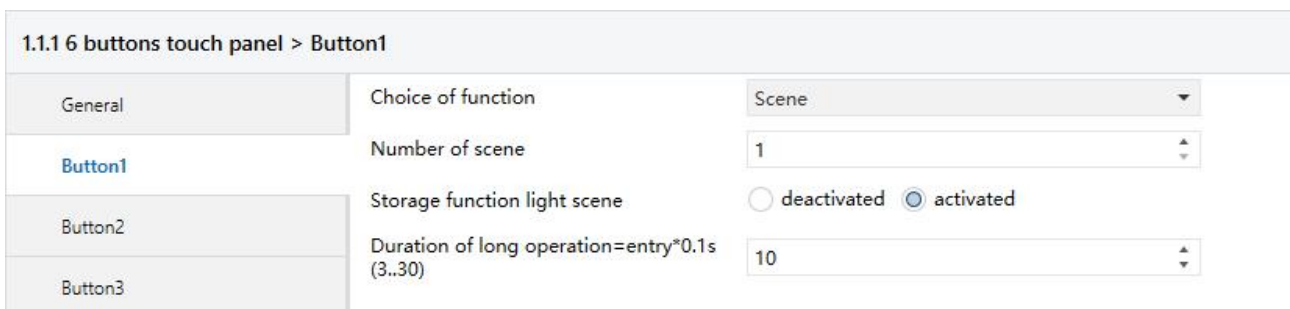 1.1.1 6 buttons touch panel > Button1
General
Button1
Button2
Button3
Choice of function
Scene
Number of scene
1
Storage function light scene
deactivated activated
Duration of long operation=entry*0.1s
(3..30)
10